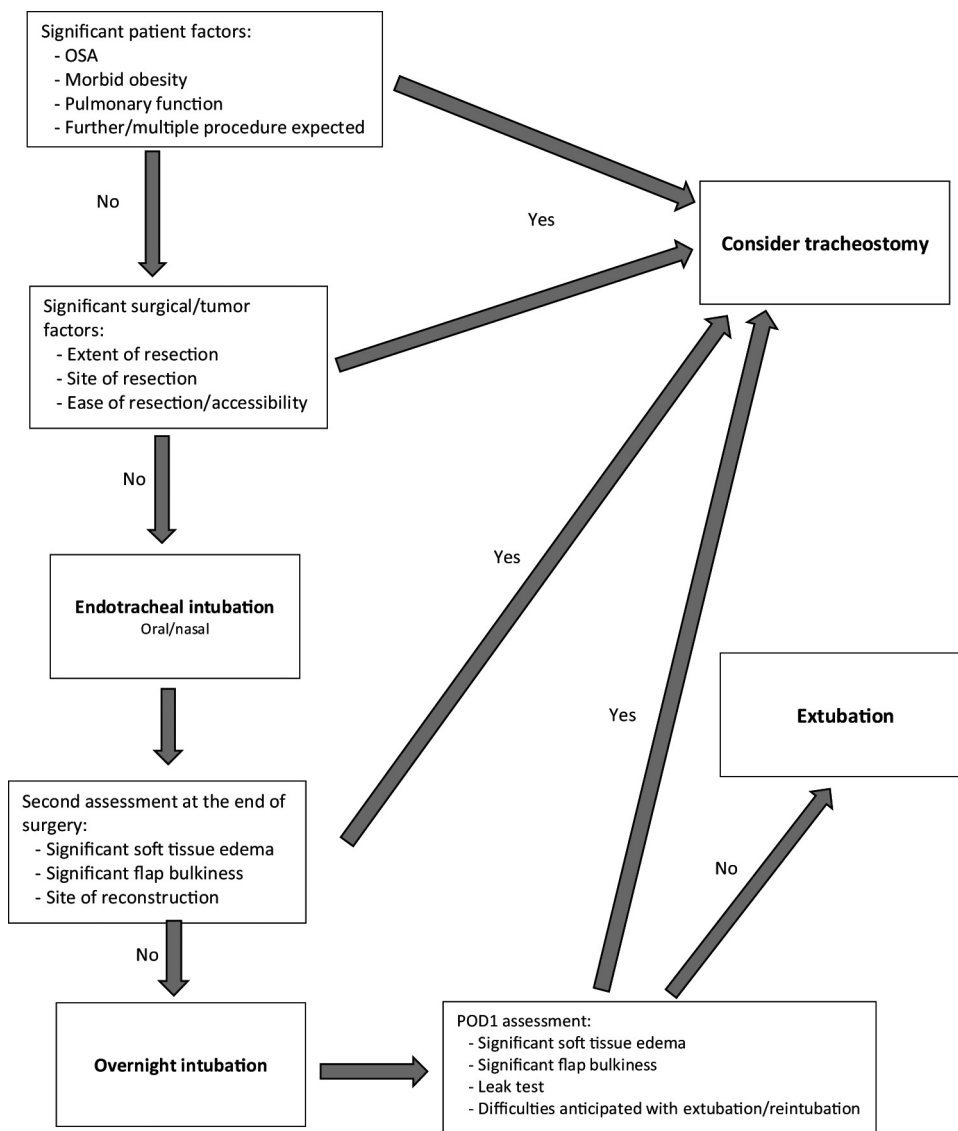 Significant patient factors:
- OSA
- Morbid obesity
- Pulmonary function
- Further/multiple procedure expected
No
Yes
Consider tracheostomy
Significant surgical/tumor
factors:
- Extent of resection
- Site of resection
- Ease of resection/accessibility
No
Yes
Endotracheal intubation
Oral/nasal
Yes
Extubation
Second assessment at the end of
surgery:
- Significant soft tissue edema
- Significant flap bulkiness
- Site of reconstruction
No
No
Overnight intubation
POD1 assessment:
- Significant soft tissue edema
- Significant flap bulkiness
- Leak test
- Difficulties anticipated with extubation/reintubation